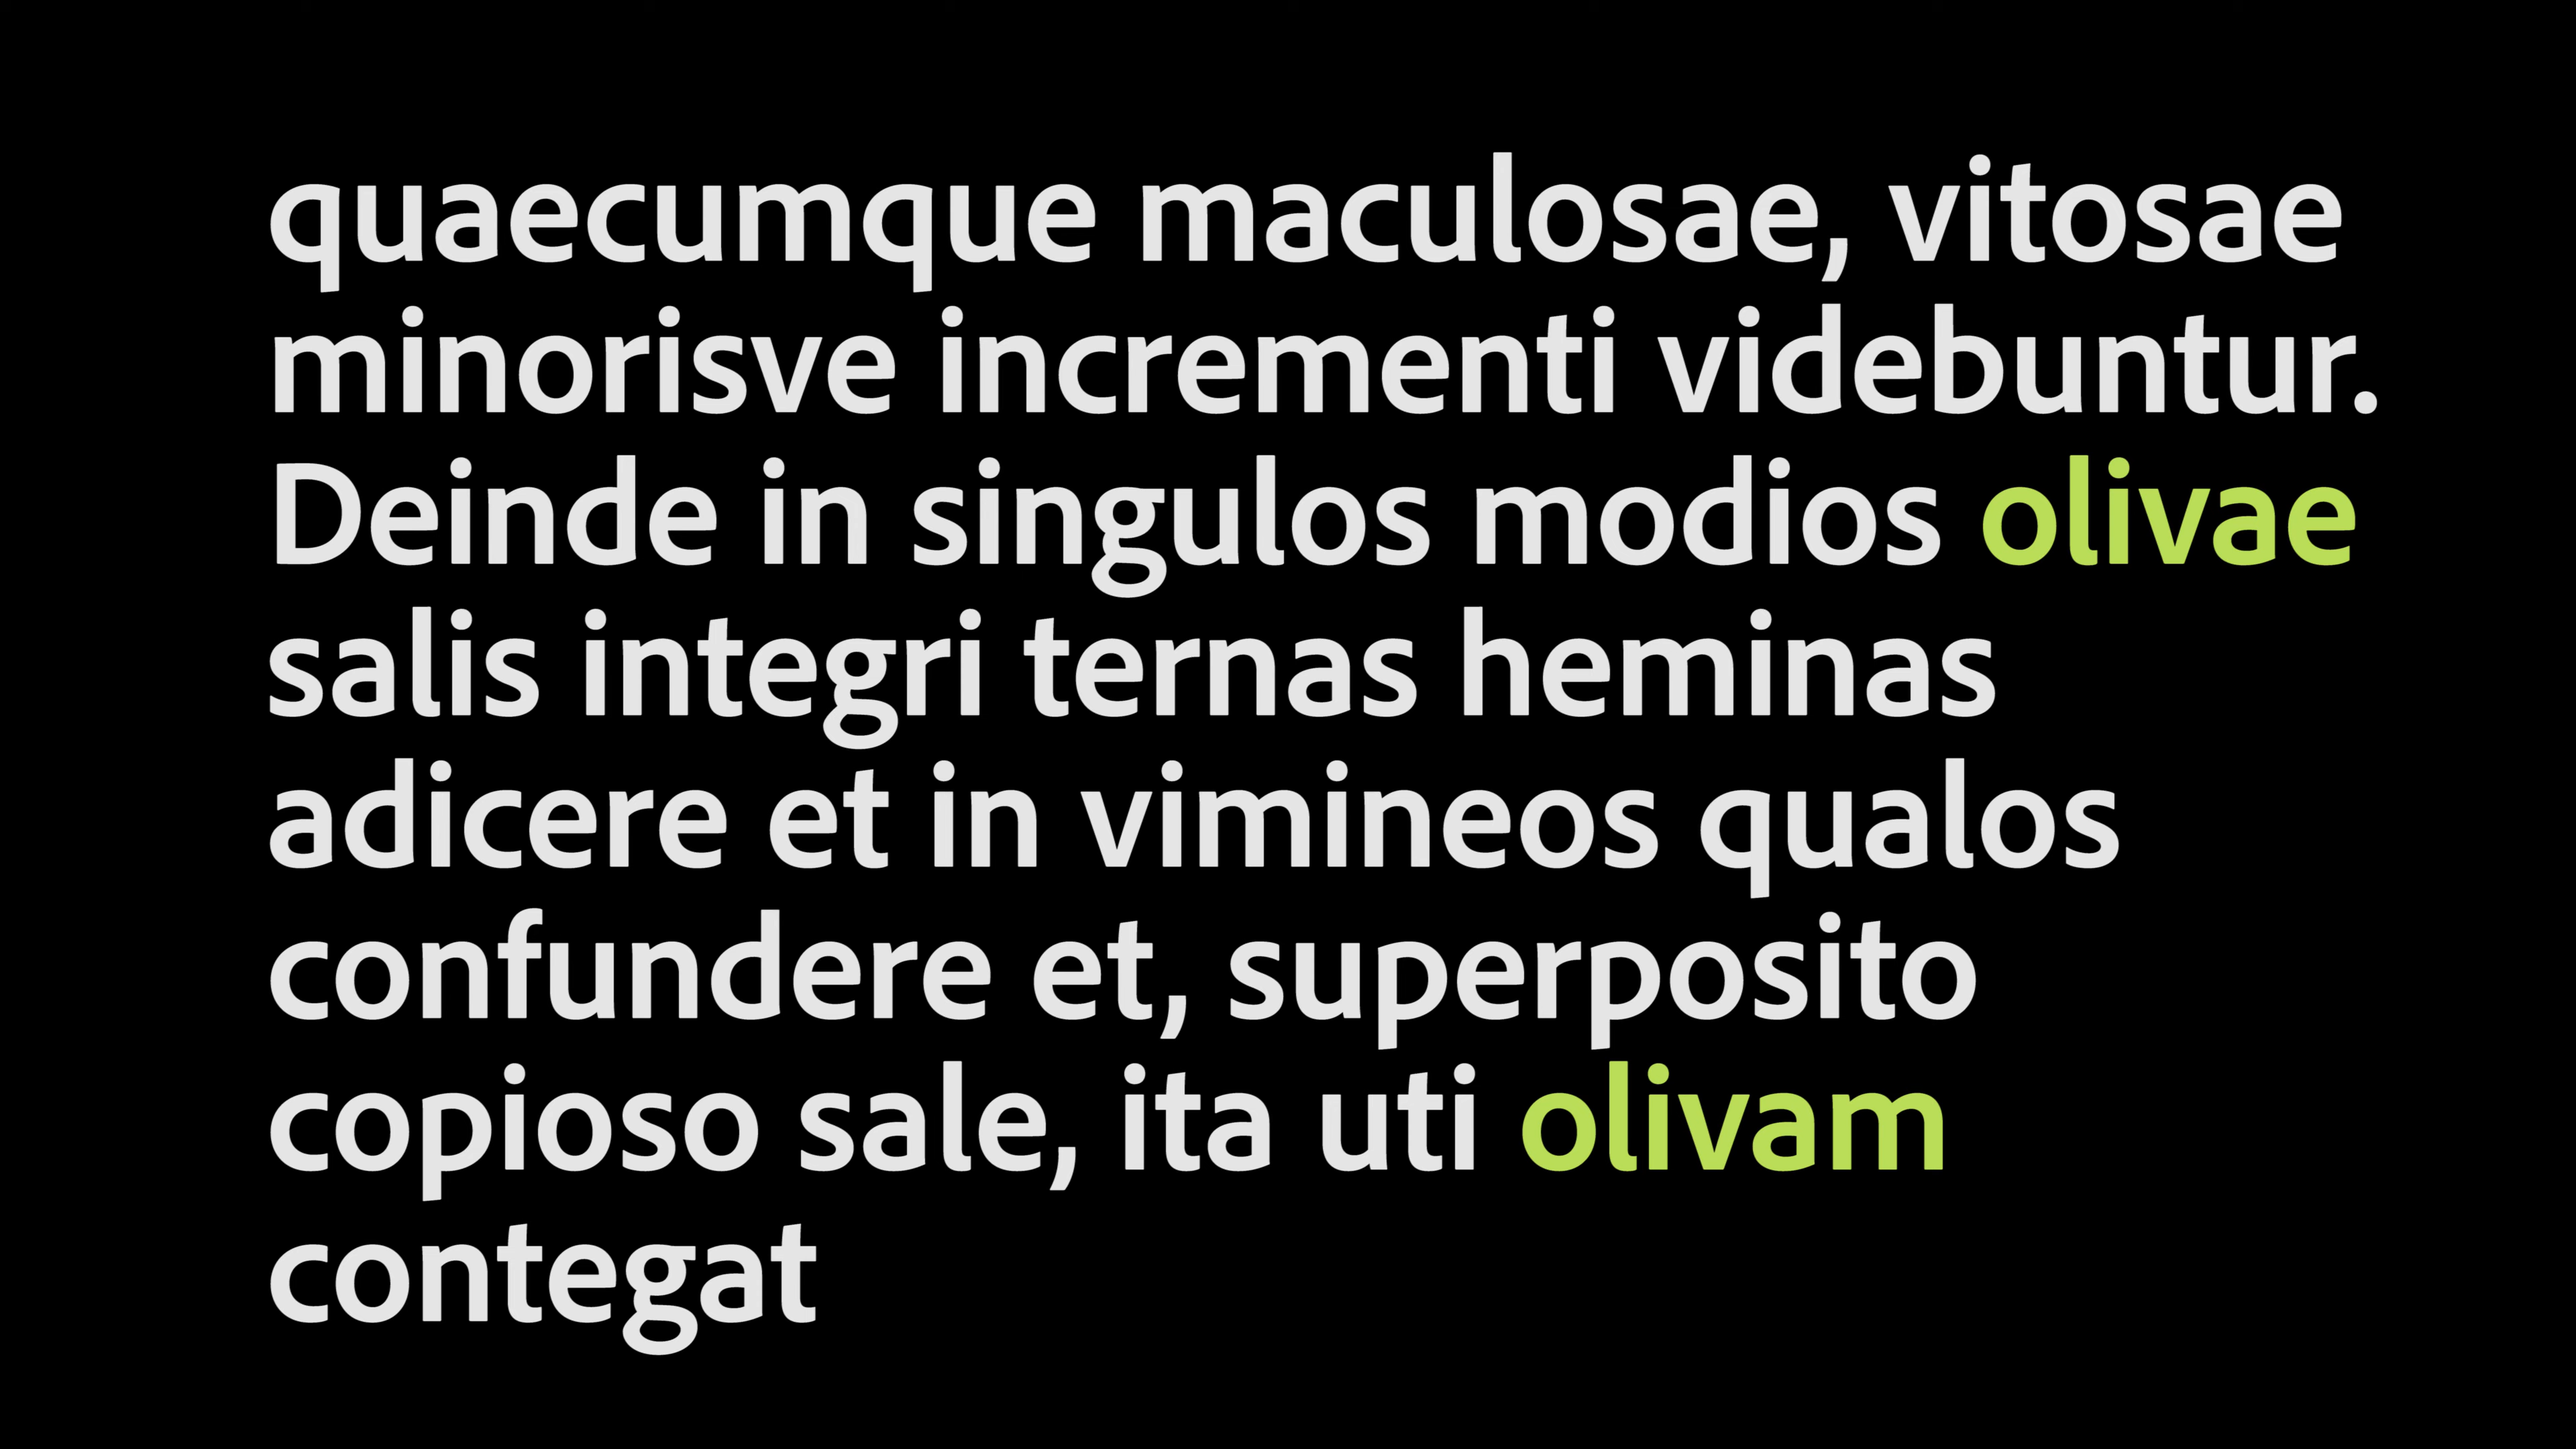 quaecumque maculosae, vitosae
minorisve incrementi videbuntur.
Deinde in singulos modios olivae
salis integri ternas heminas
adicere et in vimineos qualos
confundere et, superposito
copioso sale, ita uti olivam
contegat